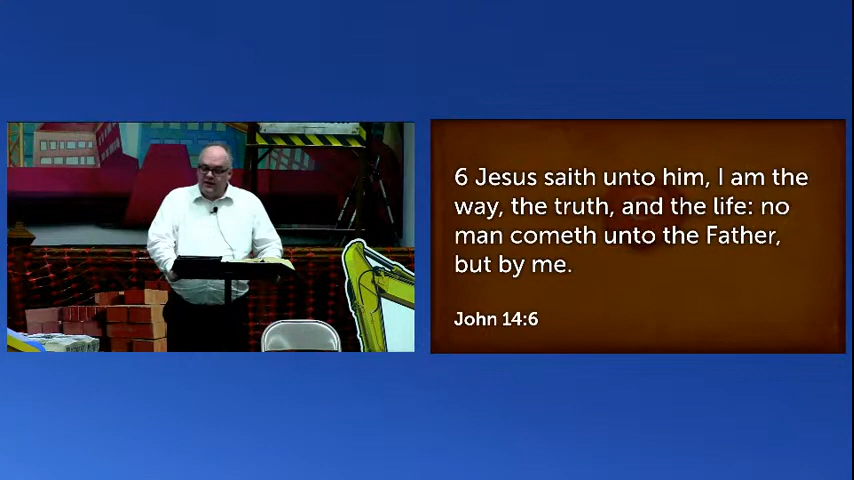 6 Jesus saith unto him, I am the
way, the truth, and the life: no
man cometh unto the Father,
but by me.
John 14:6